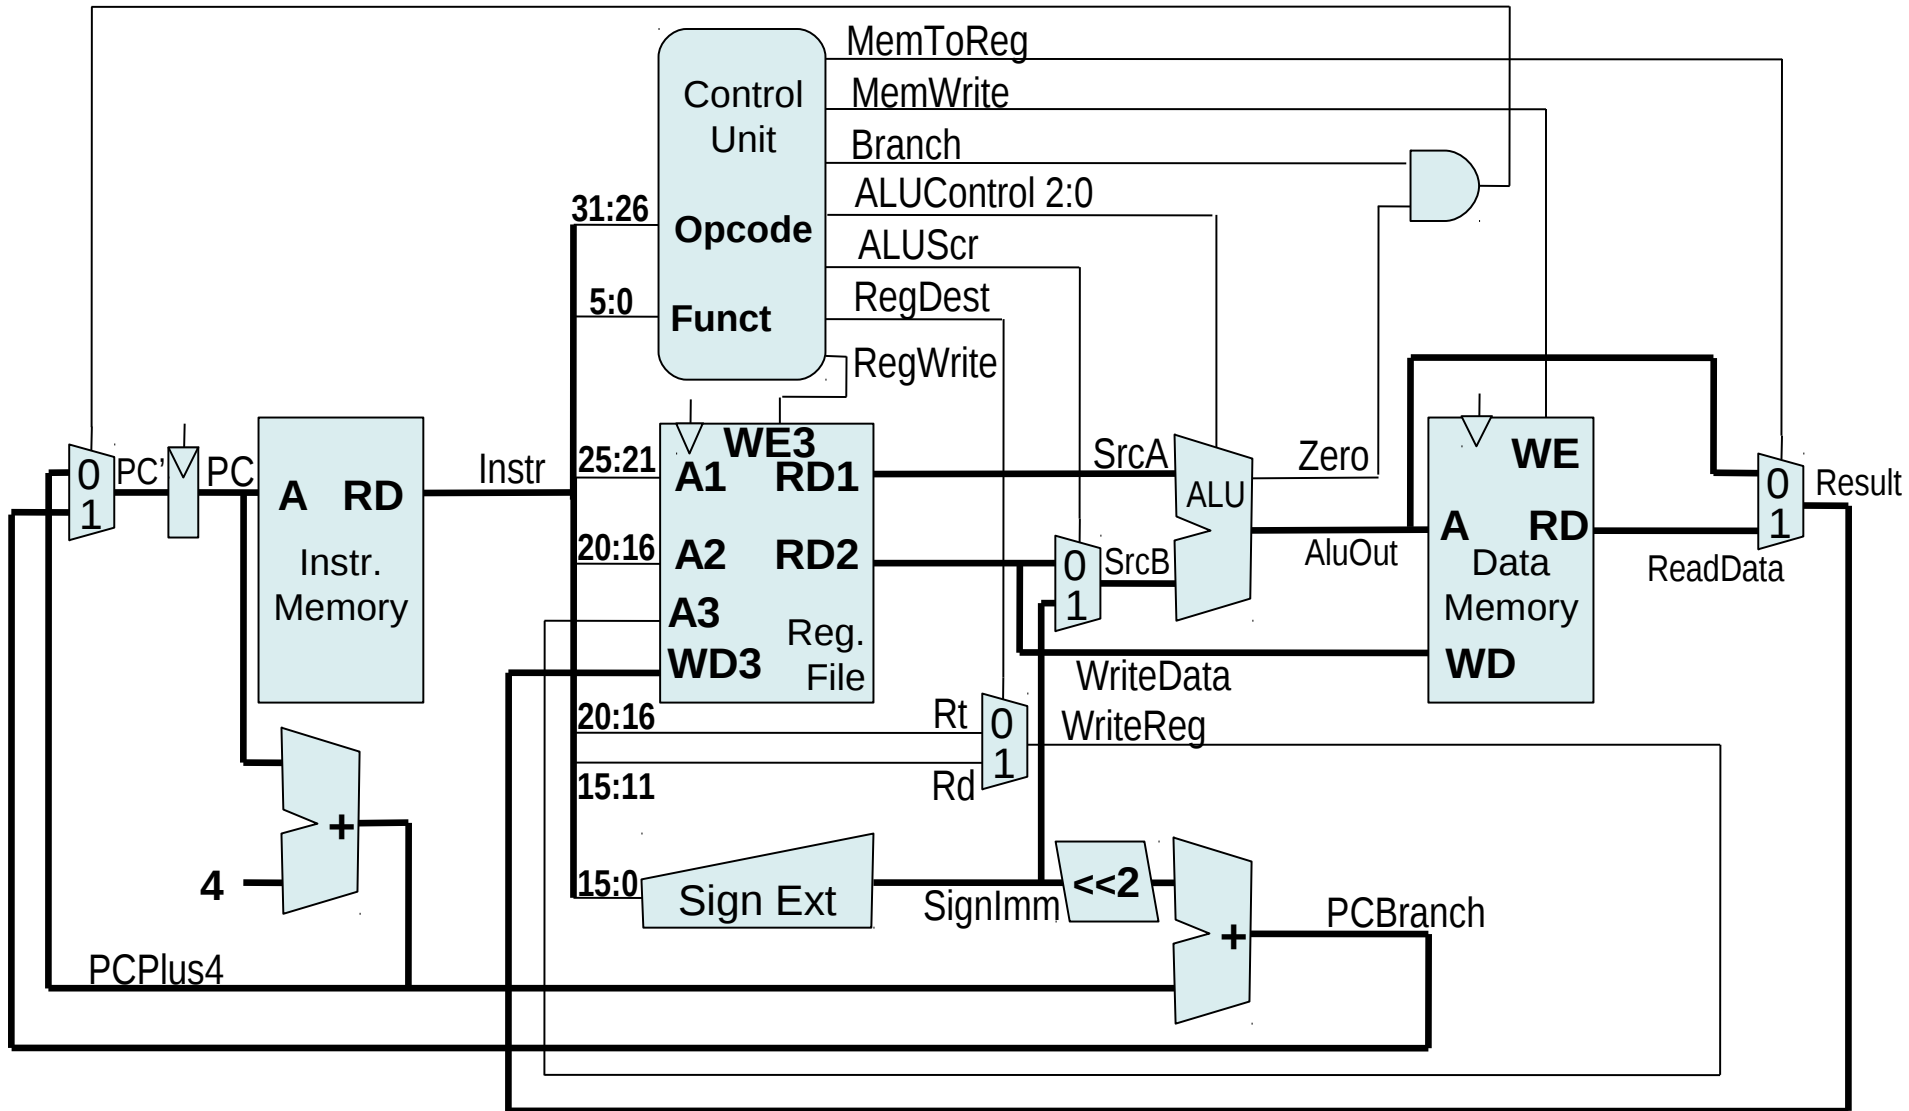 MemToReg
Control
Unit
MemWrite
Branch
ALUControl 2:0
31:26
Opcode
ALUScr
5:0
Funct
RegDest
RegWrite
0
1
PC'
PC
A RD
Instr.
Memory
Instr
25:21
WE3
A1 RD1
20:16
A2 RD2
A3
Reg.
WD3
File
SrcA
ALU
Zero
0
1
SrcB
AluOut
WE
A RD
Data
Memory
WD
0
1
Result
ReadData
WriteData
20:16
Rt
0
1
WriteReg
15:11
Rd
+
4
15:0
Sign Ext
SignImm
<<2
+
PCBranch
PCPlus4